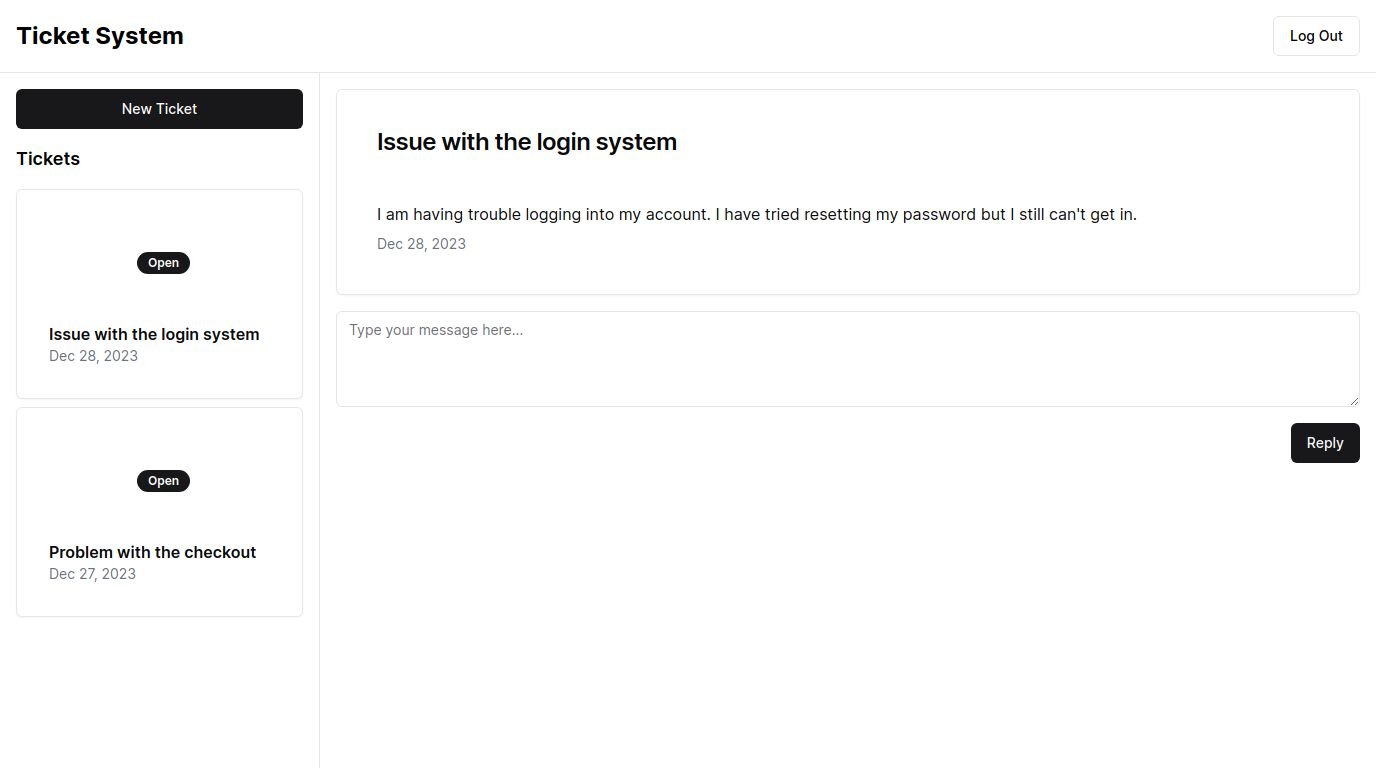 Ticket System
Log Out
New Ticket
Tickets
Open
Issue with the login system
Dec 28, 2023
Open
Problem with the checkout
Dec 27, 2023
Issue with the login system
I am having trouble logging into my account. I have tried resetting my password but I still can't get in.
Dec 28, 2023
Type your message here...
Reply